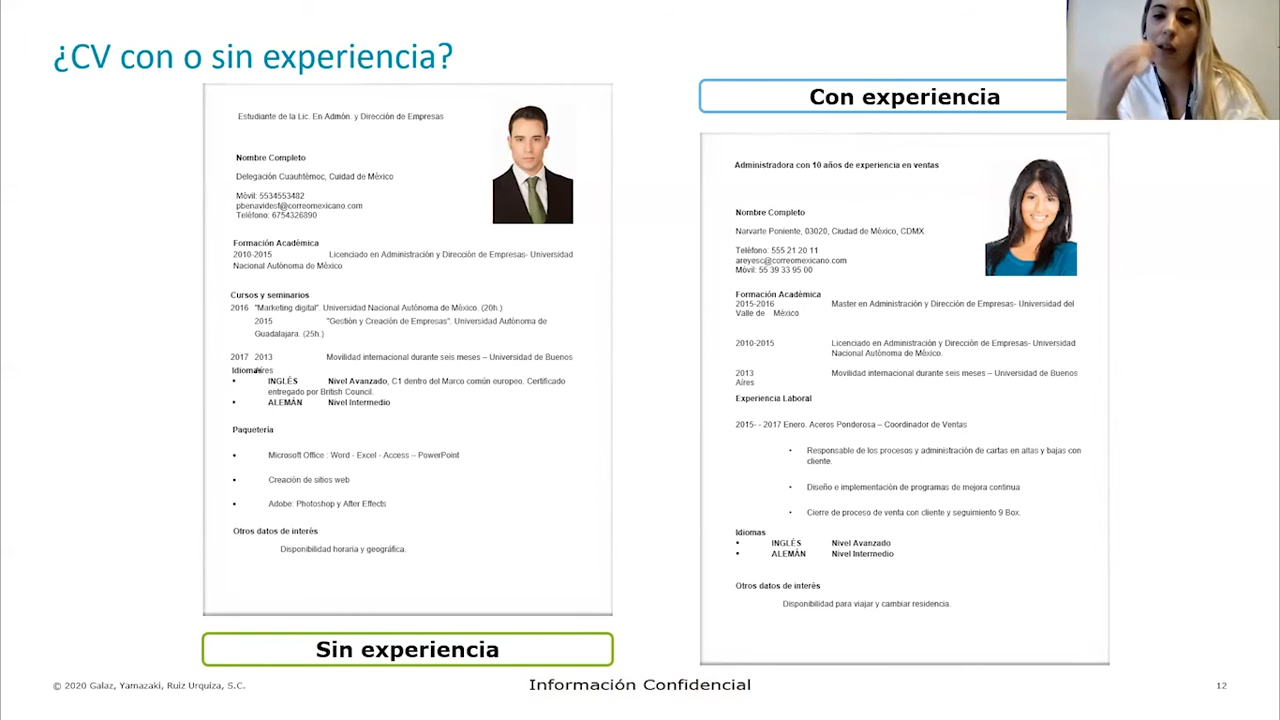 ¿CV con o sin experiencia?
Estudiante de la Lic. En Admón. y Dirección de Empresas
Nombre Completo
Delegación Cuauhtémoc, Cuidad de México
Móvil: 5534553482
pbenavidesf@correomexicano.com
Teléfono: 6754326890
Formación Académica
2010-2015 Licenciado en Administración y Dirección de Empresas- Universidad
Nacional Autónoma de México
Cursos y seminarios
2016 "Marketing digital". Universidad Nacional Autónoma de México. (20h.)
2015 "Gestión y Creación de Empresas". Universidad Autónoma de
Guadalajara. (25h.)
2017 2013 Movilidad internacional durante seis meses – Universidad de Buenos
Aires
Idiomas
• INGLÉS Nivel Avanzado, C1 dentro del Marco común europeo. Certificado
entregado por British Council.
• ALEMÁN Nivel Intermedio
Paquetería
• Microsoft Office : Word - Excel - Access – PowerPoint
• Creación de sitios web
• Adobe: Photoshop y After Effects
Otros datos de interés
Disponibilidad horaria y geográfica.
Sin experiencia
Con experiencia
Administradora con 10 años de experiencia en ventas
Nombre Completo
Narvarte Poniente, 03020, Ciudad de México, CDMX
Teléfono: 555 21 20 11
areyesc@correomexicano.com
Móvil: 55 39 33 95 00
Formación Académica
2015-2016 Master en Administración y Dirección de Empresas- Universidad del
Valle de México
2010-2015 Licenciado en Administración y Dirección de Empresas- Universidad
Nacional Autónoma de México.
2013 Movilidad internacional durante seis meses – Universidad de Buenos
Aires
Experiencia Laboral
2015- - 2017 Enero. Aceros Ponderosa – Coordinador de Ventas
• Responsable de los procesos y administración de cartas en altas y bajas con
cliente.
• Diseño e implementación de programas de mejora continua
• Cierre de proceso de venta con cliente y seguimiento 9 Box.
Idiomas
• INGLÉS Nivel Avanzado
• ALEMÁN Nivel Intermedio
Otros datos de interés
Disponibilidad para viajar y cambiar residencia.
© 2020 Galaz, Yamazaki, Ruiz Urquiza, S.C.
Información Confidencial
12